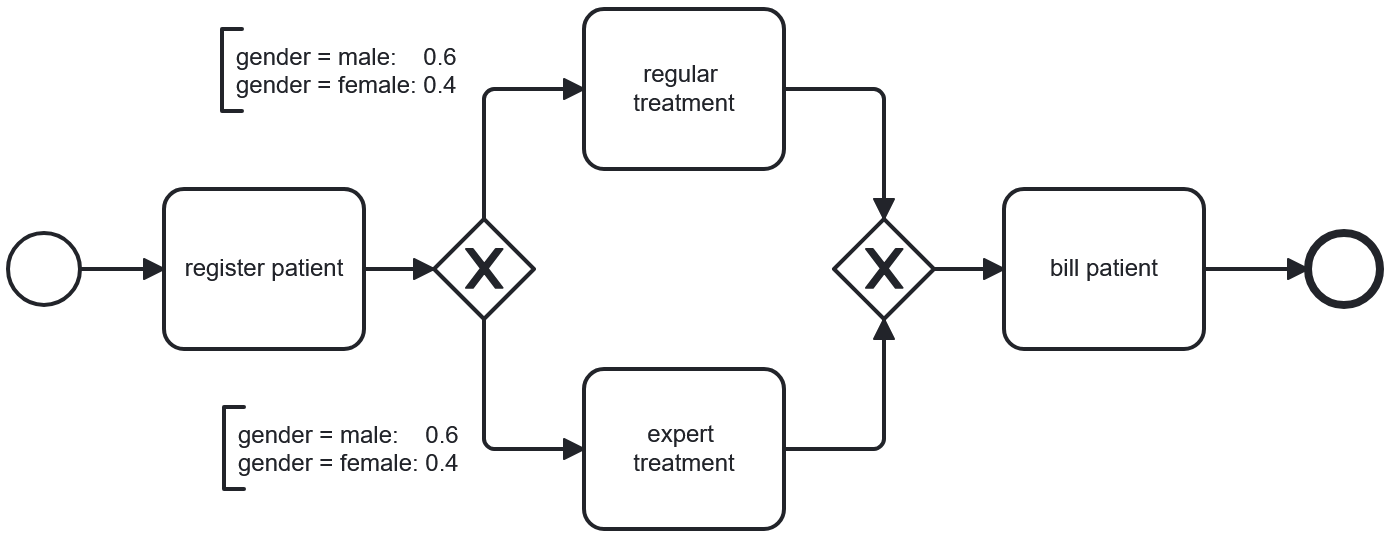 gender = male: 0.6
gender = female: 0.4
regular
treatment
register patient
X
X
bill patient
gender = male: 0.6
gender = female: 0.4
expert
treatment